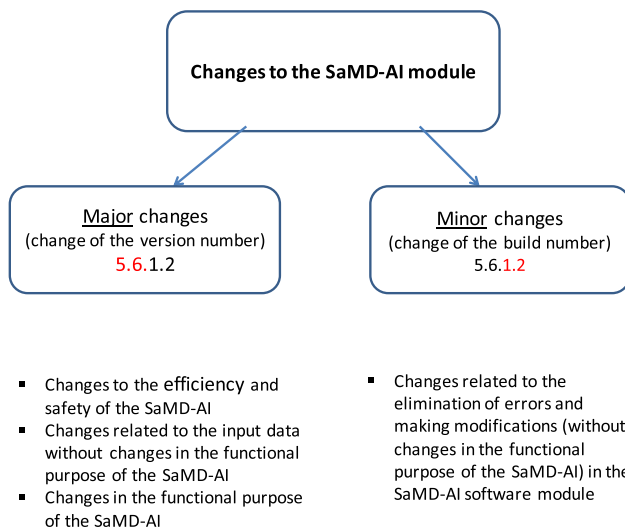 Changes to the SaMD-AI module
Major changes
(change of the version number)
5.6.1.2
Minor changes
(change of the build number)
5.6.1.2
▪ Changes to the efficiency and
safety of the SaMD-AI
▪ Changes related to the input data
without changes in the functional
purpose of the SaMD-AI
▪ Changes in the functional purpose
of the SaMD-AI
▪ Changes related to the
elimination of errors and
making modifications (without
changes in the functional
purpose of the SaMD-AI) in the
SaMD-AI software module